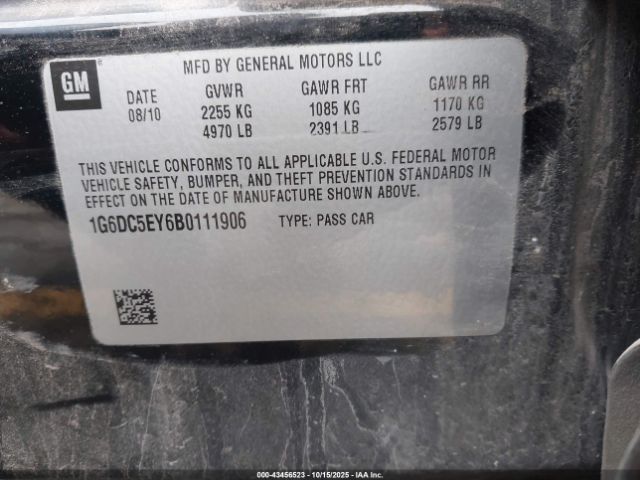 GM
MFD BY GENERAL MOTORS LLC
DATE GVWR GAWR FRT GAWR RR
08/10 2255 KG 1085 KG 1170 KG
4970 LB 2391 LB 2579 LB
THIS VEHICLE CONFORMS TO ALL APPLICABLE U.S. FEDERAL MOTOR
VEHICLE SAFETY, BUMPER, AND THEFT PREVENTION STANDARDS IN
EFFECT ON THE DATE OF MANUFACTURE SHOWN ABOVE.
1G6DC5EY6B0111906 TYPE: PASS CAR
© 43456523 - 10/15/2025 - IAA Inc.